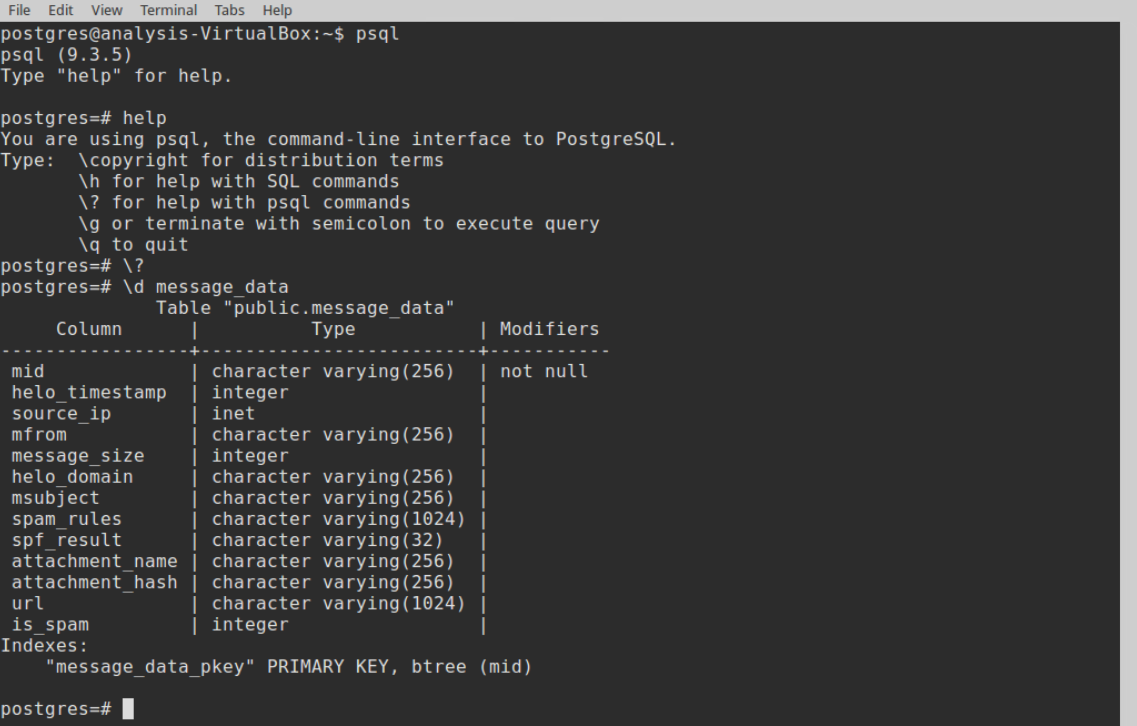 File Edit View Terminal Tabs Help
postgres@analysis-VirtualBox:~$ psql
psql (9.3.5)
Type "help" for help.
postgres=# help
You are using psql, the command-line interface to PostgreSQL.
Type:  \copyright for distribution terms
       \h for help with SQL commands
       \? for help with psql commands
       \g or terminate with semicolon to execute query
       \q to quit
postgres=# \?
postgres=# \d message_data
              Table "public.message_data"
     Column      |          Type           | Modifiers
-----------------+-------------------------+-----------
 mid             | character varying(256)  | not null
 helo_timestamp  | integer                 |
 source_ip       | inet                    |
 mfrom           | character varying(256)  |
 message_size    | integer                 |
 helo_domain     | character varying(256)  |
 msubject        | character varying(256)  |
 spam_rules      | character varying(1024) |
 spf_result      | character varying(32)   |
 attachment_name | character varying(256)  |
 attachment_hash | character varying(256)  |
 url             | character varying(1024) |
 is_spam         | integer                 |
Indexes:
    "message_data_pkey" PRIMARY KEY, btree (mid)
postgres=#